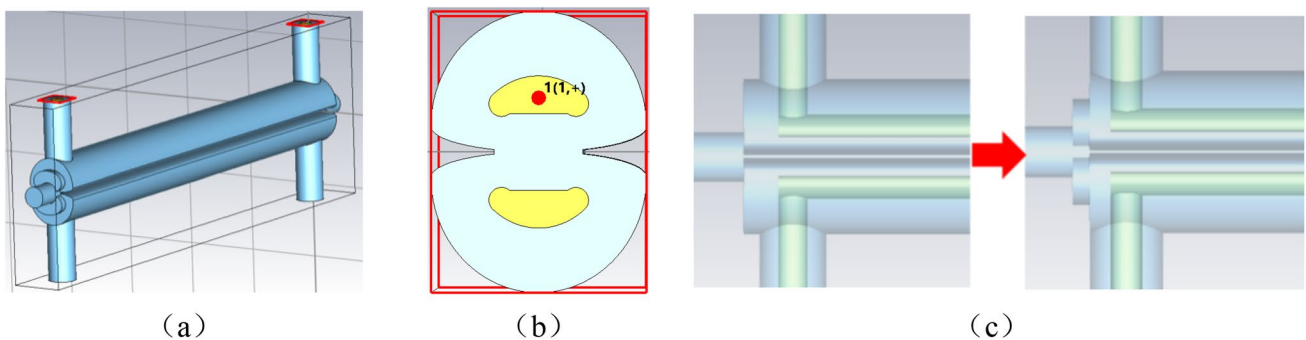 1(1,+)
（a）
（b）
（c）